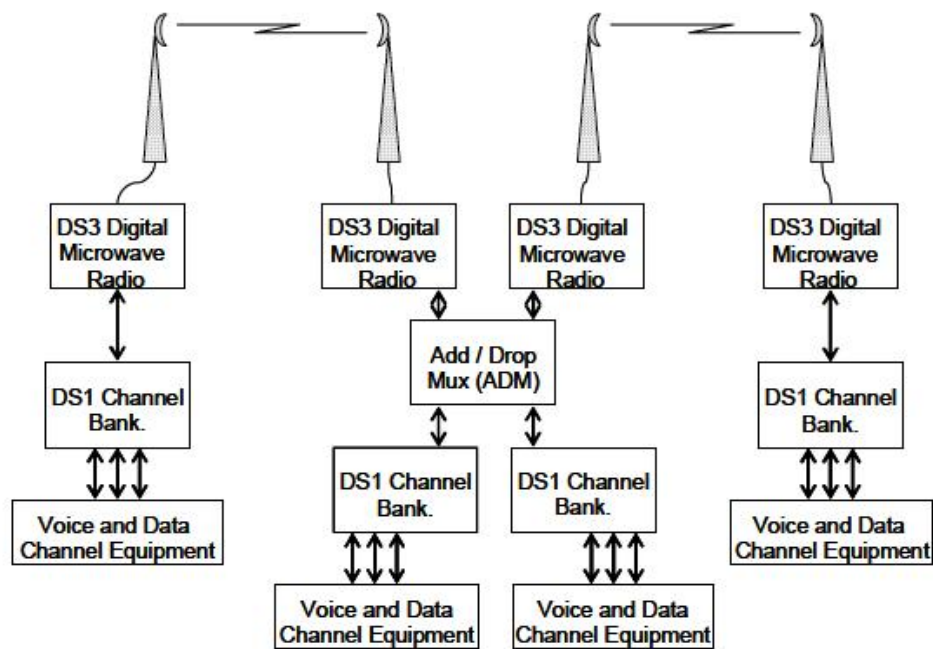 DS3 Digital
Microwave
Radio
DS3 Digital
Microwave
Radio
DS3 Digital
Microwave
Radio
DS3 Digital
Microwave
Radio
Add / Drop
Mux (ADM)
DS1 Channel
Bank.
DS1 Channel
Bank.
DS1 Channel
Bank.
DS1 Channel
Bank.
Voice and Data
Channel Equipment
Voice and Data
Channel Equipment
Voice and Data
Channel Equipment
Voice and Data
Channel Equipment